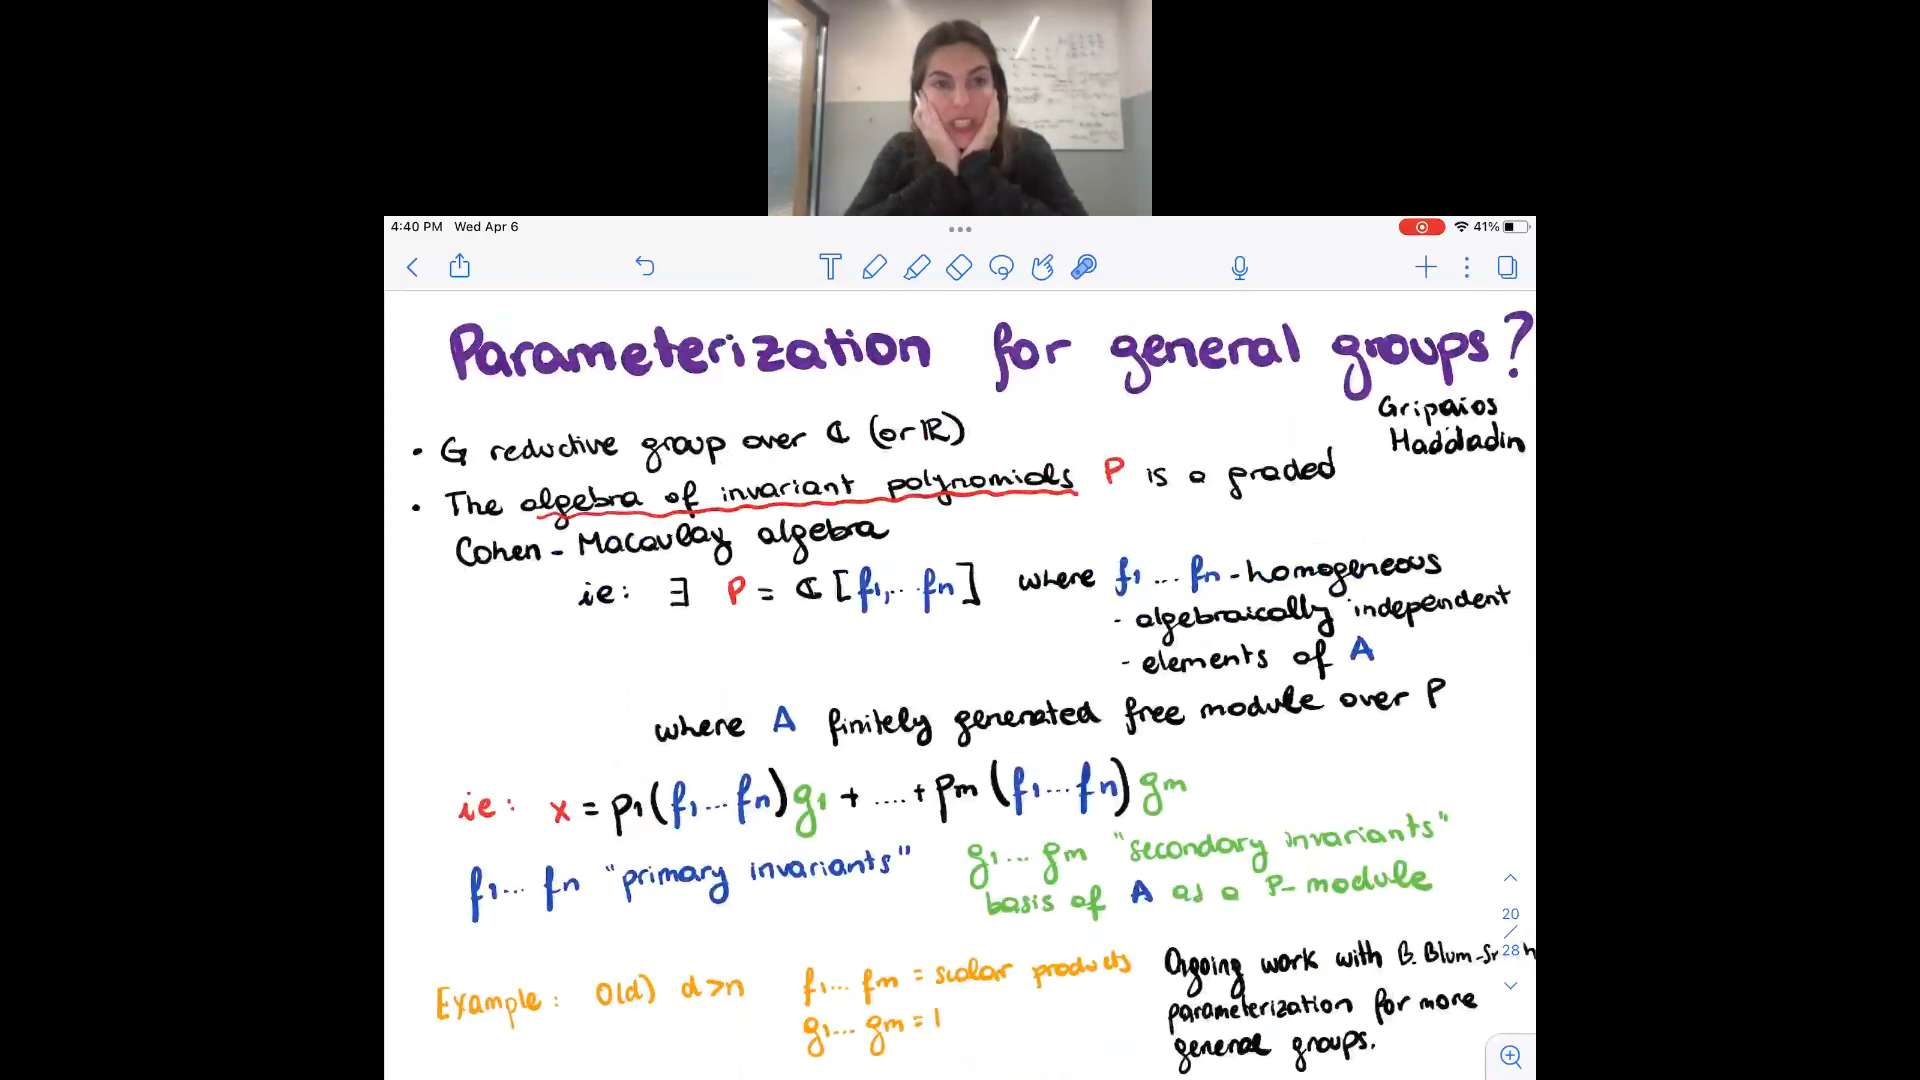 4:40 PM Wed Apr 6
41%
Parameterization for general groups?
Gripaios
Haddadin
• G reductive group over ℂ (or ℝ)
• The algebra of invariant polynomials P is a graded
Cohen-Macaulay algebra
ie: ∃ P = ℂ [f1,...fn] where f1...fn - homogeneous
- algebraically independent
- elements of A
where A finitely generated free module over P
ie: x = p1(f1...fn)g1 + ....+ pm(f1...fn)gm
f1... fn "primary invariants"
g1... gm "secondary invariants"
basis of A as a P-module
20
28
Example: O(d) d>n
f1... fm = scalar products
g1... gm = 1
Ongoing work with B. Blum-
parameterization for more
general groups.